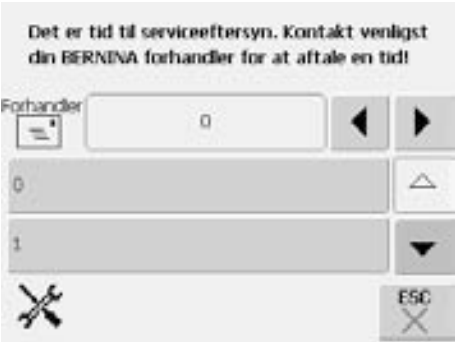 Det er tid til serviceeftersyn. Kontakt venligst
din BERNINA forhandler for at aftale en tid!
Forhandler
0
0
1
ESC